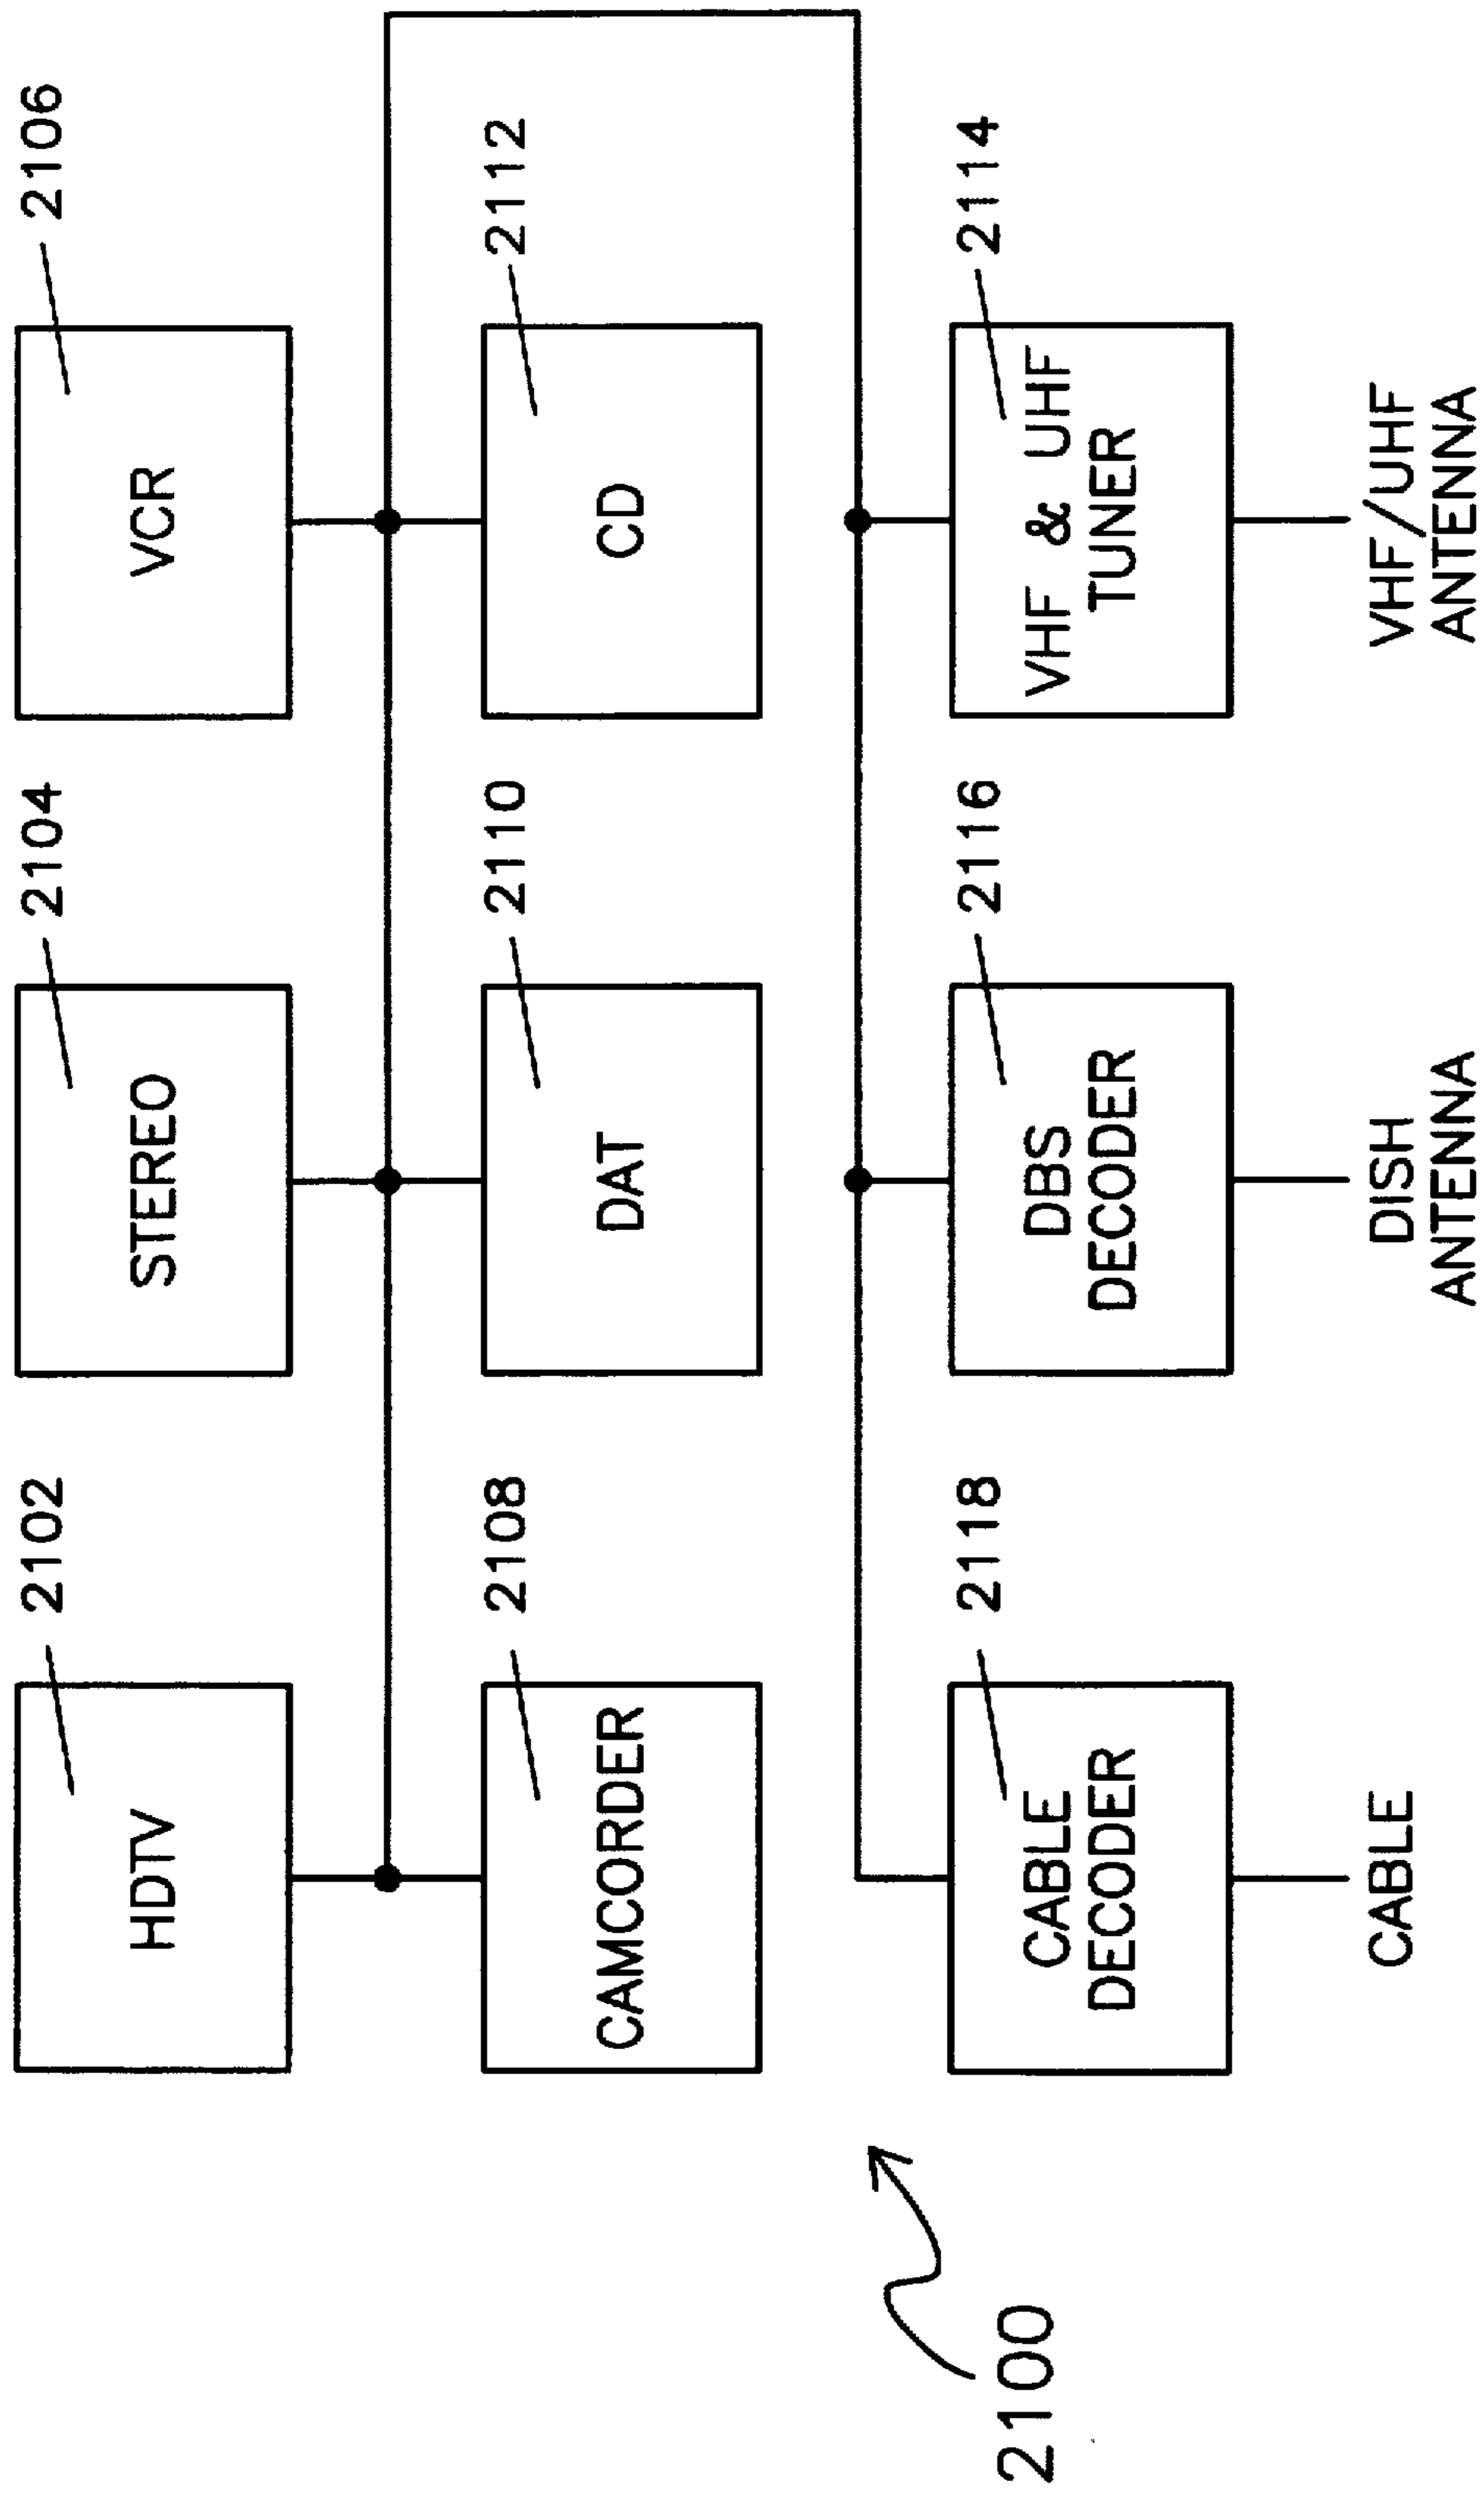 2102
2104
2106
HDTV
STEREO
VCR
2108
2110
2112
CAMCORDER
DAT
CD
2118
2116
2114
CABLE
DECODER
DBS
DECODER
VHF & UHF
TUNER
CABLE
DISH
ANTENNA
VHF/UHF
ANTENNA
2100